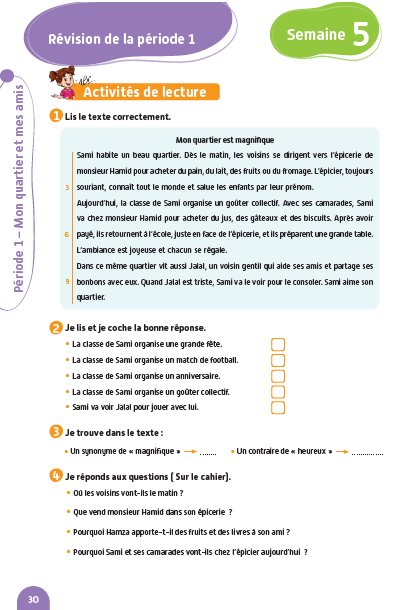 Révision de la période 1
Semaine 5
ABC
Activités de lecture
Période 1 – Mon quartier et mes amis
1 Lis le texte correctement.
Mon quartier est magnifique
Sami habite un beau quartier. Dès le matin, les voisins se dirigent vers l'épicerie de
monsieur Hamid pour acheter du pain, du lait, des fruits ou du fromage. L'épicier, toujours
3 souriant, connaît tout le monde et salue les enfants par leur prénom.
Aujourd'hui, la classe de Sami organise un goûter collectif. Avec ses camarades, Sami
va chez monsieur Hamid pour acheter du jus, des gâteaux et des biscuits. Après avoir
6 payé, ils retournent à l'école, juste en face de l'épicerie, et ils préparent une grande table.
L'ambiance est joyeuse et chacun se régale.
Dans ce même quartier vit aussi Jalal, un voisin gentil qui aide ses amis et partage ses
9 bonbons avec eux. Quand Jalal est triste, Sami va le voir pour le consoler. Sami aime son
quartier.
2 Je lis et je coche la bonne réponse.
• La classe de Sami organise une grande fête.
• La classe de Sami organise un match de football.
• La classe de Sami organise un anniversaire.
• La classe de Sami organise un goûter collectif.
• Sami va voir Jalal pour jouer avec lui.
3 Je trouve dans le texte :
• Un synonyme de « magnifique » → ....... • Un contraire de « heureux » → ..............
4 Je réponds aux questions ( Sur le cahier).
• Où les voisins vont-ils le matin ?
• Que vend monsieur Hamid dans son épicerie ?
• Pourquoi Hamza apporte-t-il des fruits et des livres à son ami ?
• Pourquoi Sami et ses camarades vont-ils chez l'épicier aujourd'hui ?
30